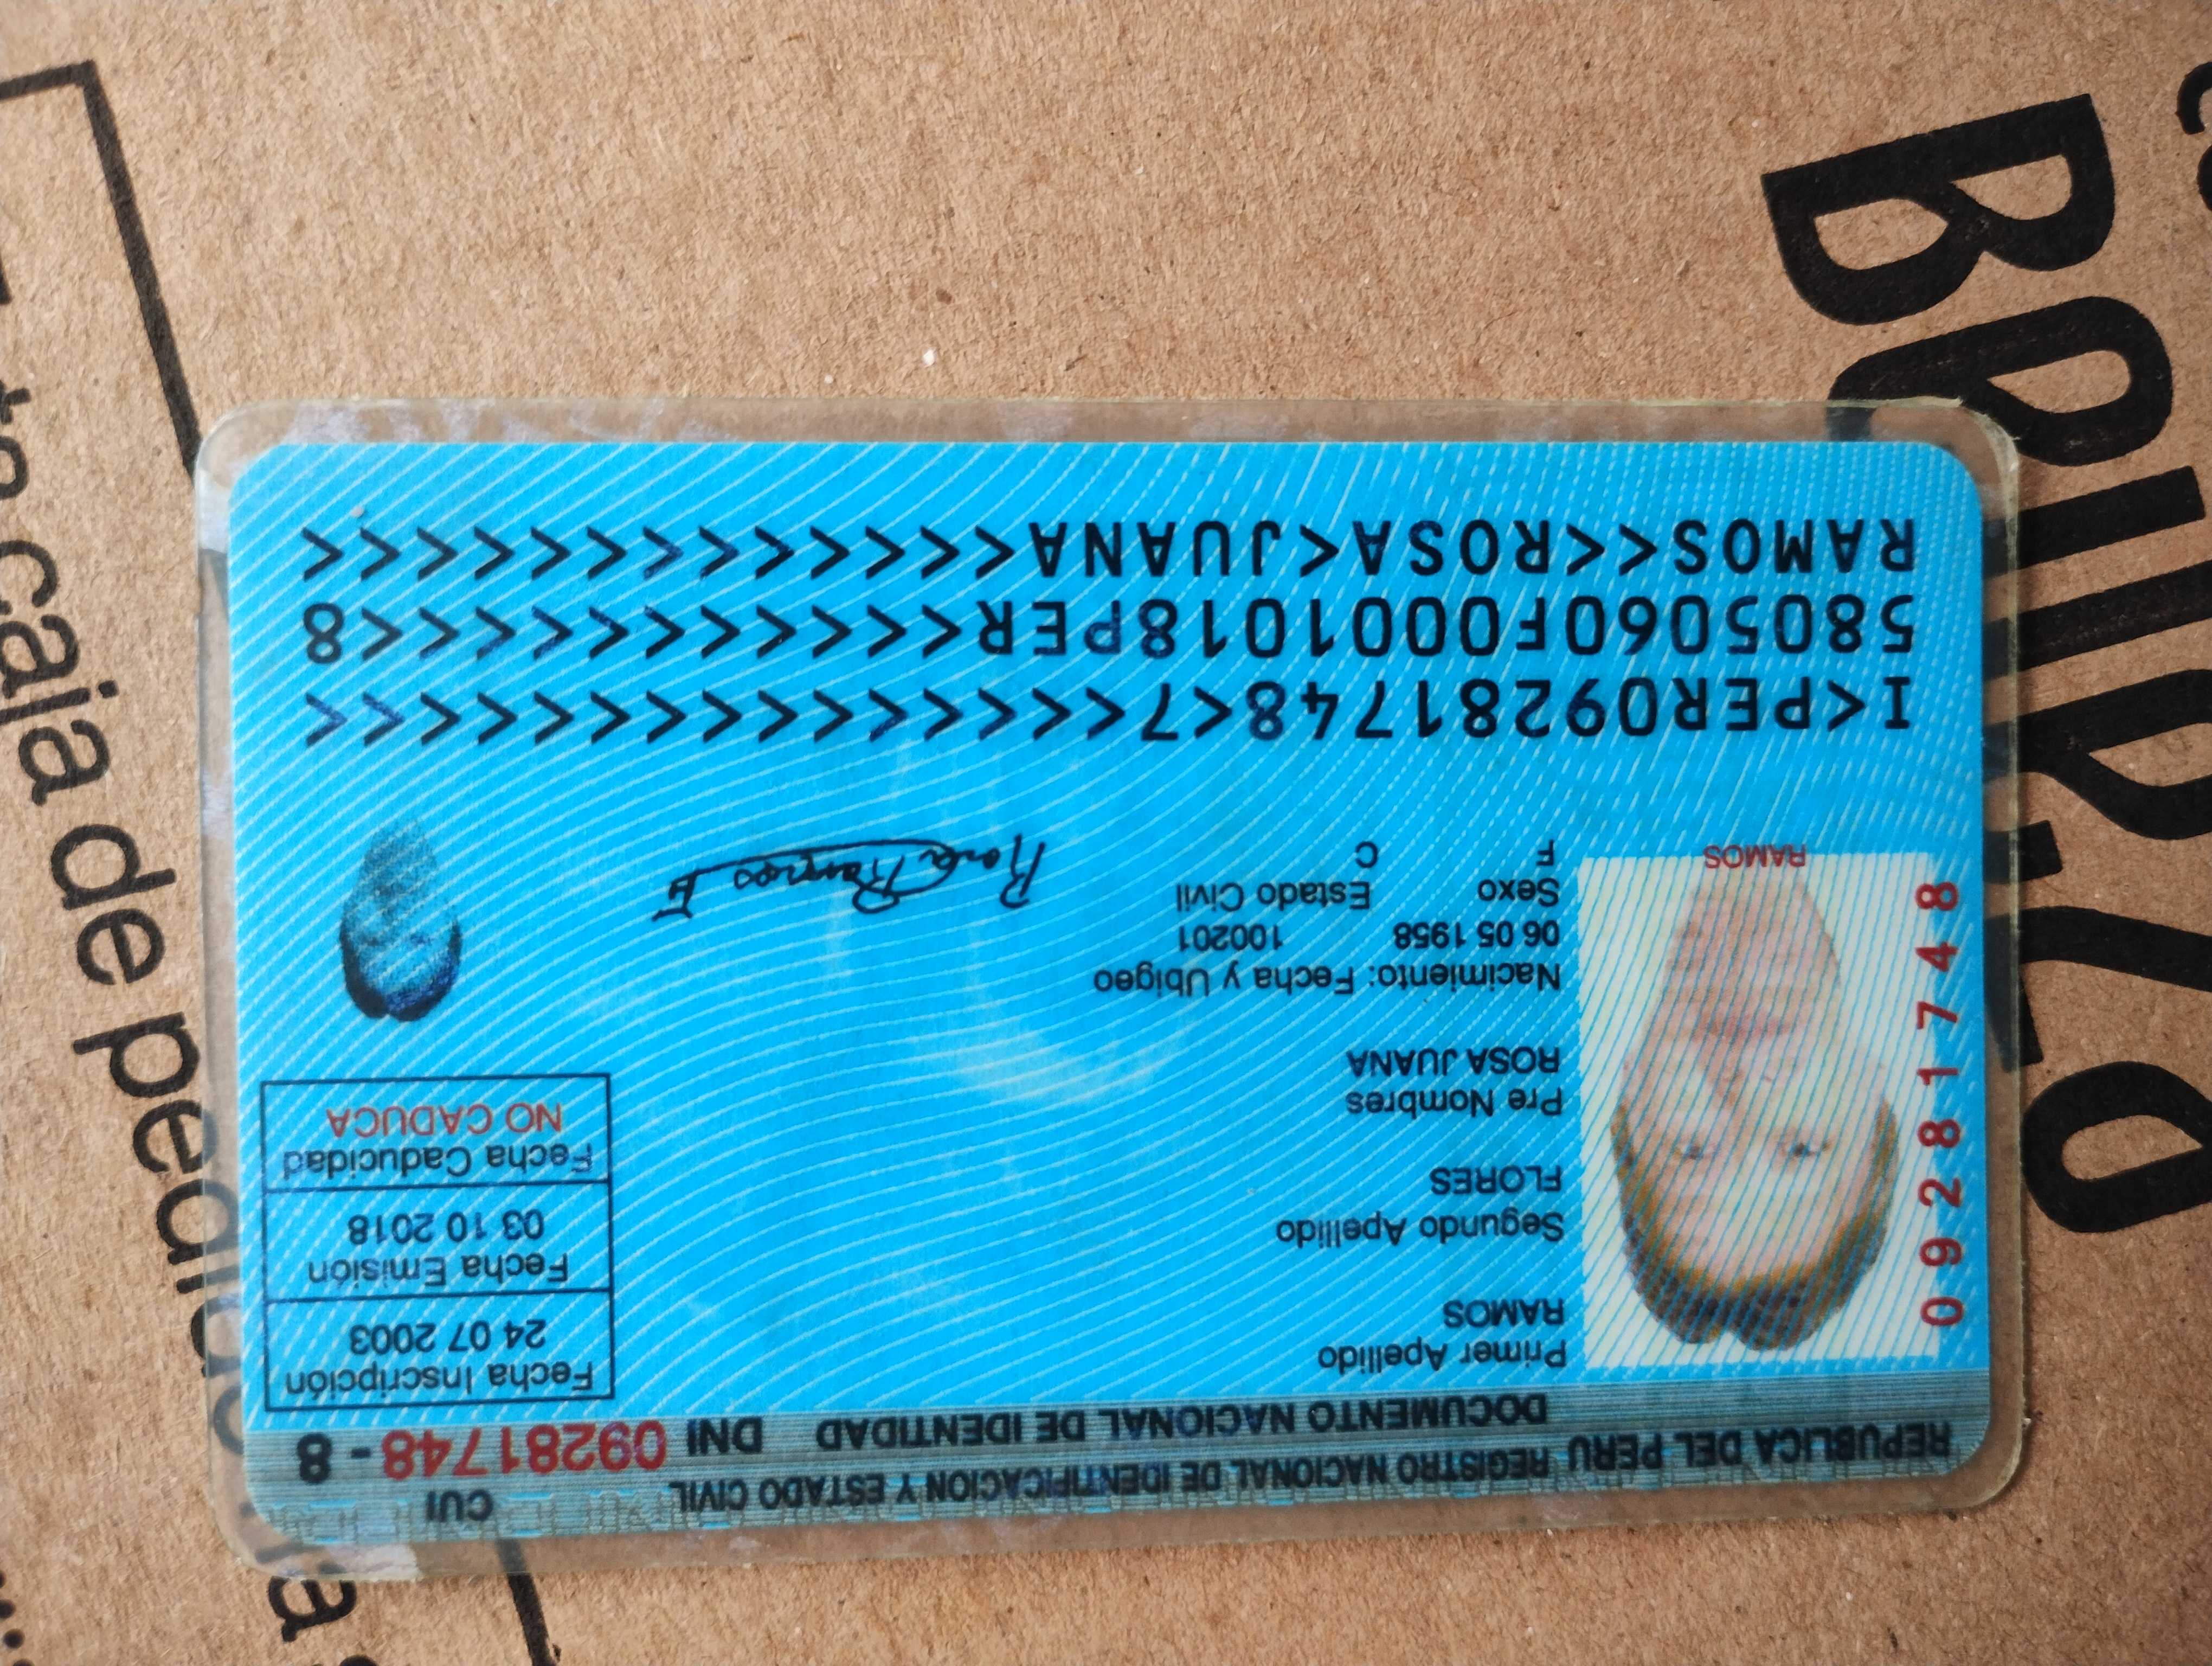 REPUBLICA DEL PERU REGISTRO NACIONAL DE IDENTIFICACION Y ESTADO CIVIL
CUI
DOCUMENTO NACIONAL DE IDENTIDAD DNI 09281748 - 8
Primer Apellido
RAMOS
Segundo Apellido
FLORES
Pre Nombres
ROSA JUANA
Nacimiento: Fecha y Ubigeo
06 05 1958 100201
Sexo Estado Civil
F C
Fecha Inscripción
24 07 2003
Fecha Emisión
03 10 2018
Fecha Caducidad
NO CADUCA
09281748
RAMOS
Rosa Ramos F
I<PER09281748<7<<<<<<<<<<<<<<<
5805060F0001018PER<<<<<<<<<<<8
RAMOS<<ROSA<JUANA<<<<<<<<<<<<<
caja de